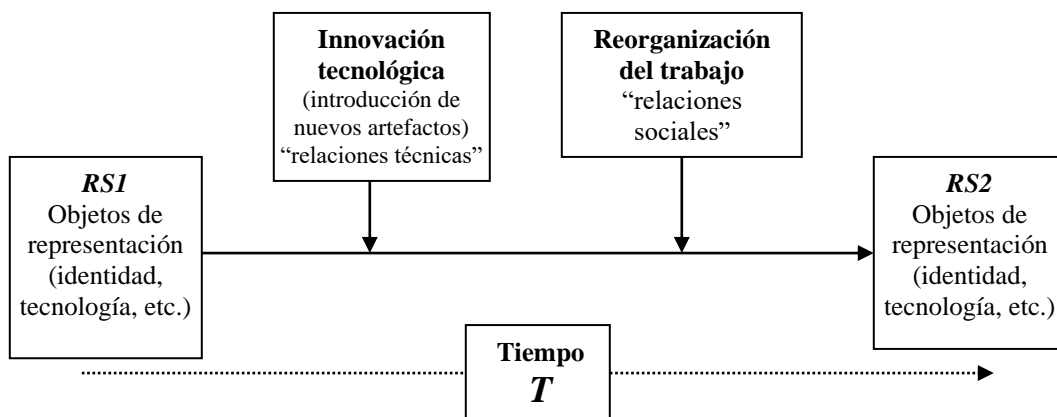 Innovación
tecnológica
(introducción de
nuevos artefactos)
“relaciones técnicas”
Reorganización
del trabajo
“relaciones
sociales”
RS1
Objetos de
representación
(identidad,
tecnología, etc.)
RS2
Objetos de
representación
(identidad,
tecnología, etc.)
Tiempo
T